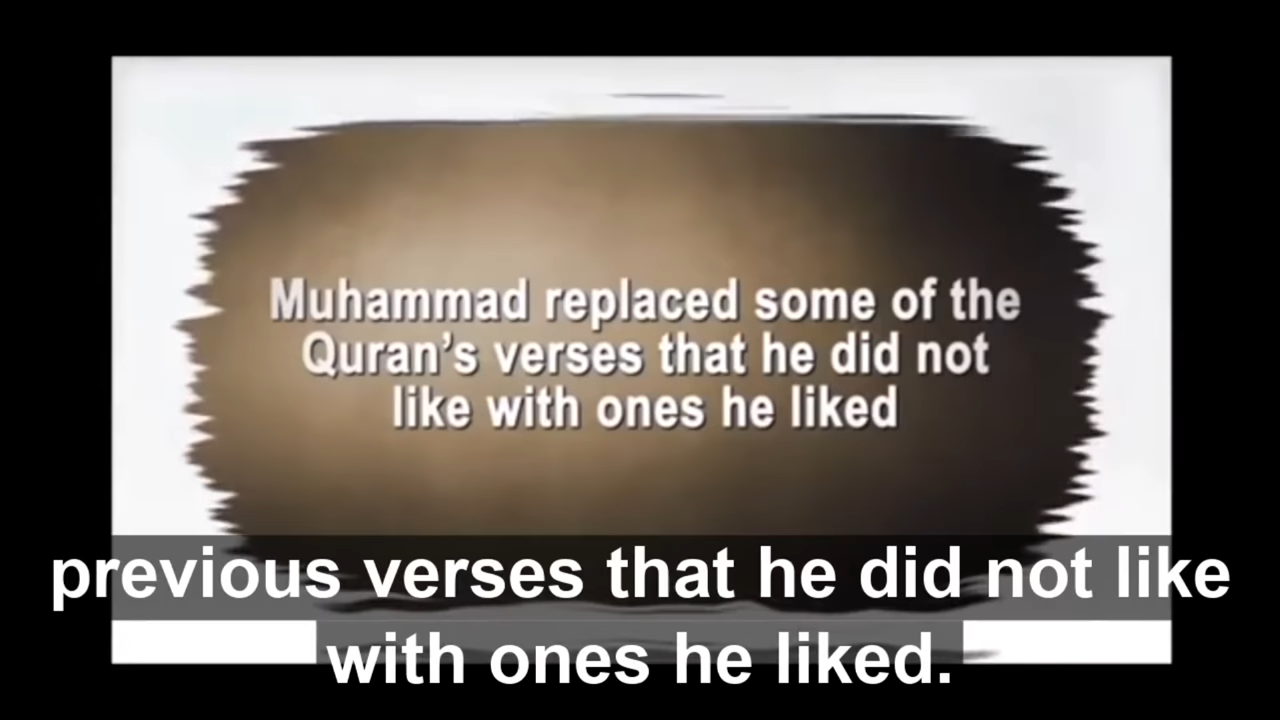 Muhammad replaced some of the
Quran's verses that he did not
like with ones he liked
previous verses that he did not like
with ones he liked.